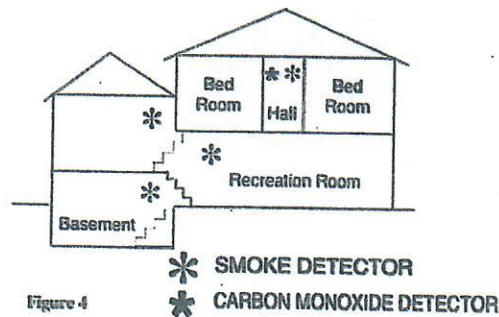 Bed Room
Hall
Bed Room
Recreation Room
Basement
SMOKE DETECTOR
Figure 4
CARBON MONOXIDE DETECTOR